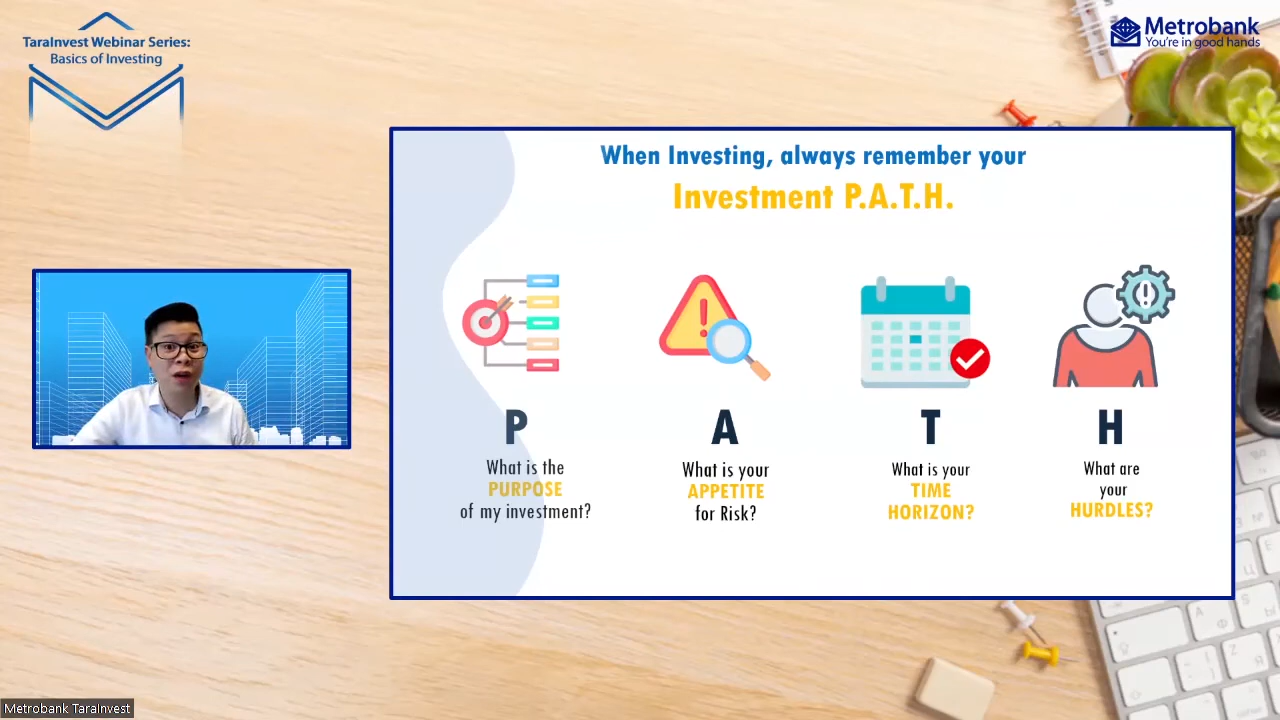 TaraInvest Webinar Series:
Basics of Investing
Metrobank
You're in good hands
When Investing, always remember your
Investment P.A.T.H.
P
What is the
PURPOSE
of my investment?
A
What is your
APPETITE
for Risk?
T
What is your
TIME
HORIZON?
H
What are
your
HURDLES?
Metrobank TaraInvest